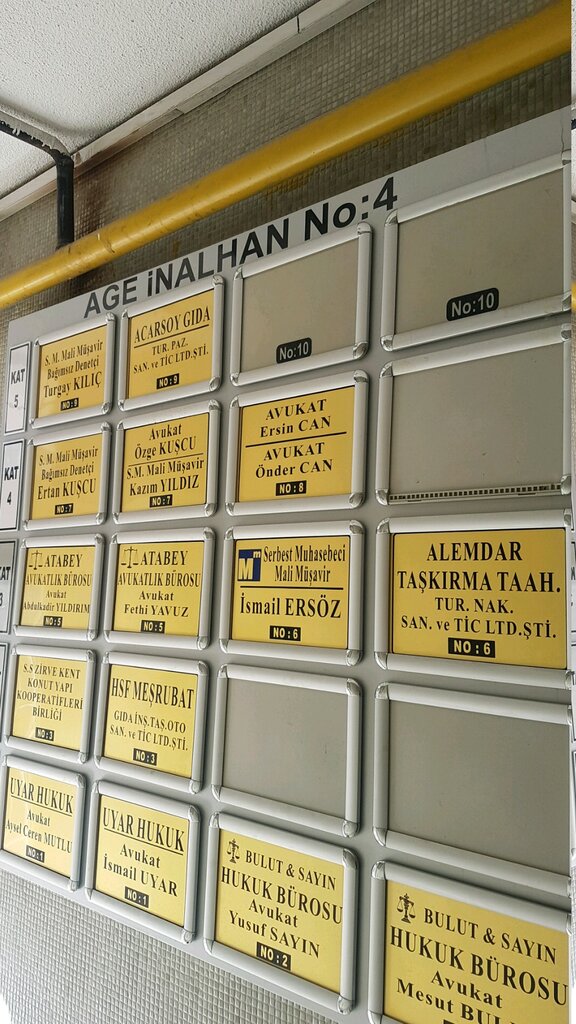 AGE iNALHAN No:4
KAT
5
S. M. Mali Müşavir
Bağımsız Denetçi
Turgay KILIÇ
ACARSOY GIDA
TUR. PAZ.
SAN. ve TİC LTD.ŞTİ.
NO : 9
No:10
No:10
KAT
4
S. M. Mali Müşavir
Bağımsız Denetçi
Ertan KUŞCU
NO : 7
Avukat
Özge KUŞCU
S.M. Mali Müşavir
Kazım YILDIZ
NO : 7
AVUKAT
Ersin CAN
AVUKAT
Önder CAN
NO : 8
ATABEY
AVUKATLIK BÜROSU
Avukat
Abdulkadir YILDIRIM
NO : 5
ATABEY
AVUKATLIK BÜROSU
Avukat
Fethi YAVUZ
NO : 5
Mm
Serbest Muhasebeci
Mali Müşavir
İsmail ERSÖZ
NO : 6
ALEMDAR
TAŞKIRMA TAAH.
TUR. NAK.
SAN. ve TİC LTD.ŞTİ.
NO : 6
S.S ZİRVE KENT
KONUT YAPI
KOOPERATİFLERİ
BİRLİĞİ
NO : 3
HSF MEŞRUBAT
GIDA İNŞ.TAŞ.OTO
SAN. ve TİC LTD.ŞTİ.
NO : 3
UYAR HUKUK
Avukat
Aysel Ceren MUTLU
NO : 1
UYAR HUKUK
Avukat
İsmail UYAR
NO : 1
BULUT & SAYIN
HUKUK BÜROSU
Avukat
Yusuf SAYIN
NO : 2
BULUT & SAYIN
HUKUK BÜROSU
Avukat
Mesut